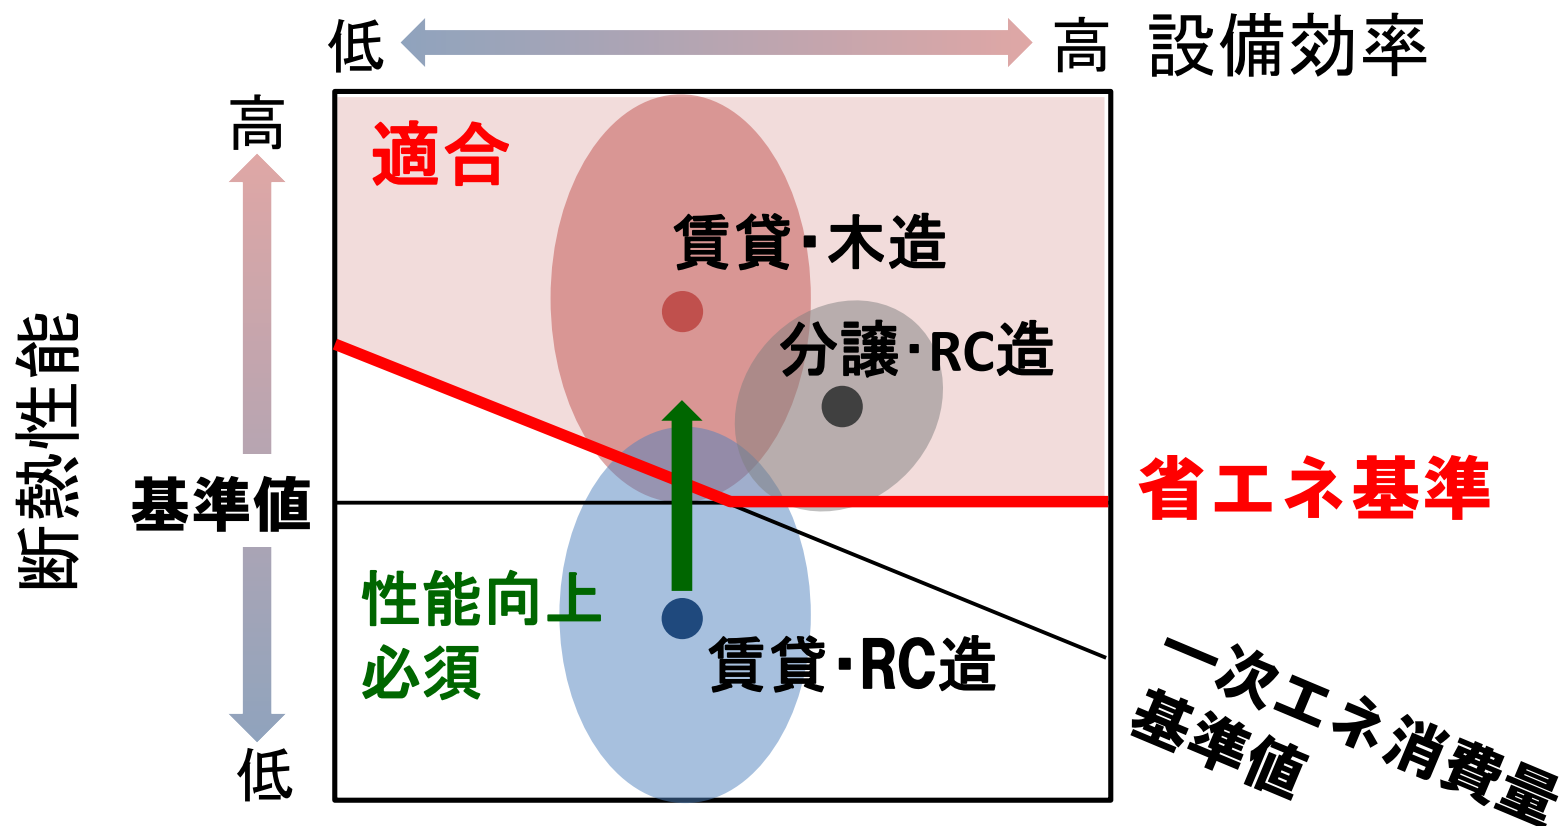 低
高
設備効率
高
適合
賃貸・木造
分譲・RC造
断熱性能
基準値
省エネ基準
性能向上
必須
賃貸・RC造
低
一次エネ消費量
基準値